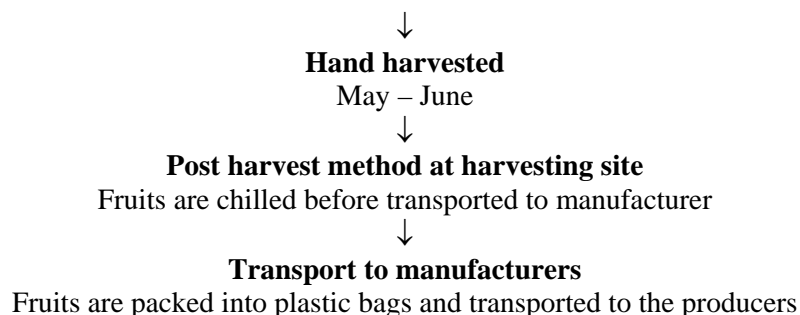 ↓
Hand harvested
May – June
↓
Post harvest method at harvesting site
Fruits are chilled before transported to manufacturer
↓
Transport to manufacturers
Fruits are packed into plastic bags and transported to the producers